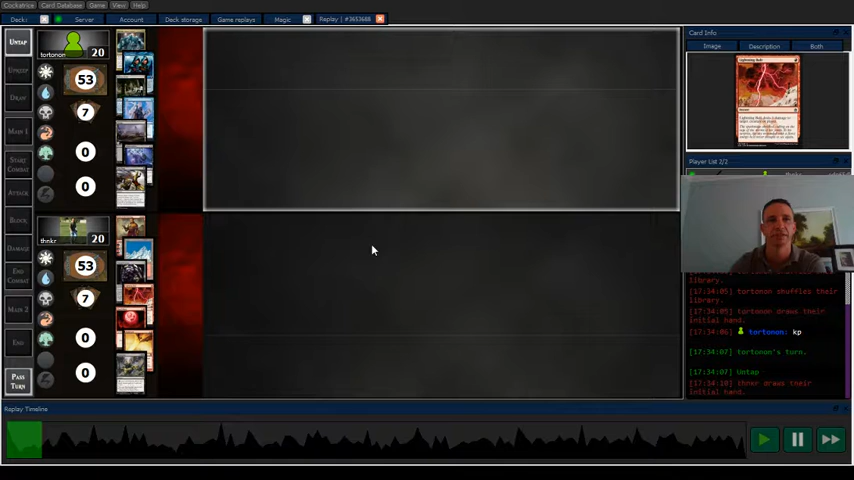 Cockatrice Card Database Game View Help
Decks Server Account Deck storage Game replays Magic Replay | #3653688
UNTAP
UPKEEP
DRAW
MAIN 1
START
COMBAT
ATTACK
BLOCK
DAMAGE
END
COMBAT
MAIN 2
END
PASS
TURN
tortonon 20
53
7
0
0
thnkr 20
53
7
0
0
Card Info
Image Description Both
Lightning Bolt
Player List 2/2
library.
[17:34:05] tortonon shuffles their
library.
[17:34:05] tortonon draws their
initial hand.
[17:34:06] tortonon: kp
[17:34:07] tortonon's turn.
[17:34:07] Untap
[17:34:10] thnkr draws their
initial hand.
Replay Timeline